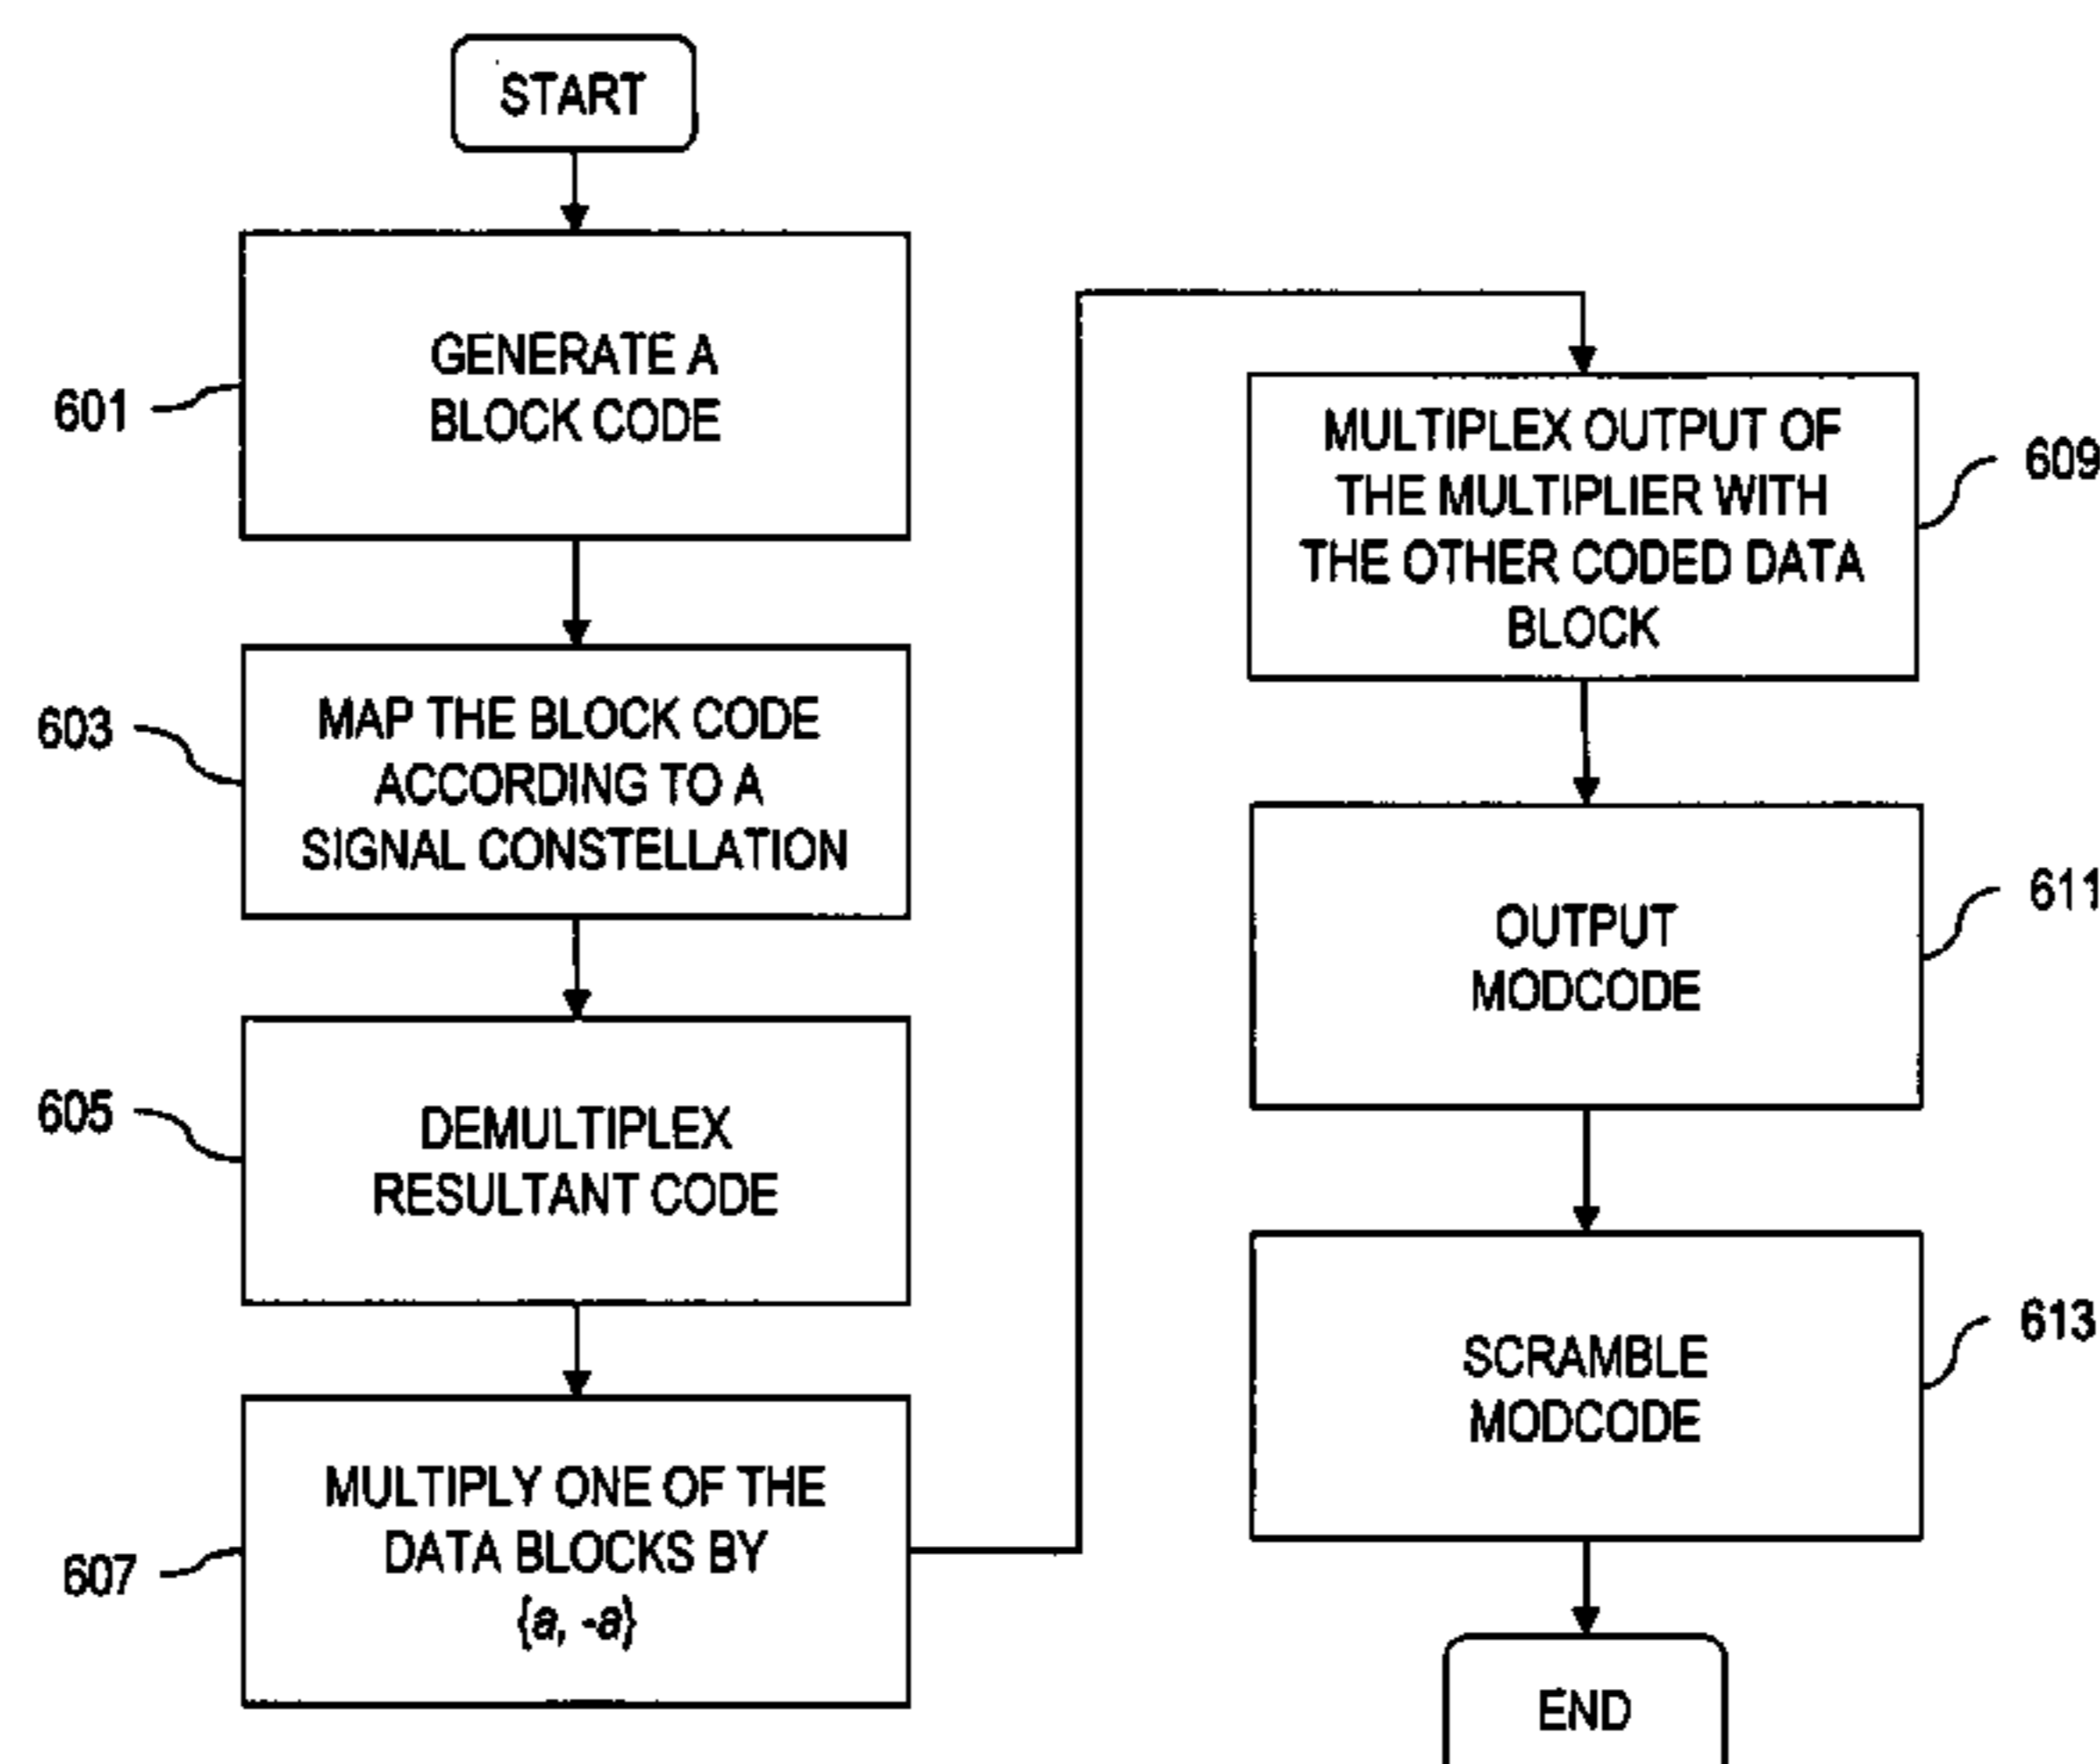 START
601
GENERATE A
BLOCK CODE
603
MAP THE BLOCK CODE
ACCORDING TO A
SIGNAL CONSTELLATION
605
DEMULTIPLEX
RESULTANT CODE
607
MULTIPLY ONE OF THE
DATA BLOCKS BY
{a, -a}
MULTIPLEX OUTPUT OF
THE MULTIPLIER WITH
THE OTHER CODED DATA
BLOCK
609
OUTPUT
MODCODE
611
SCRAMBLE
MODCODE
613
END